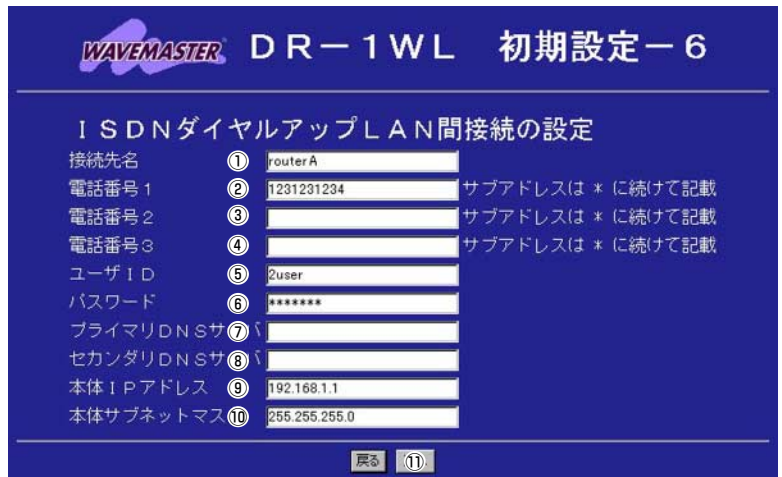 WAVEMASTER DR－1WL 初期設定－6
ISDNダイヤルアップLAN間接続の設定
接続先名 ① routerA
電話番号1 ② 1231231234 サブアドレスは * に続けて記載
電話番号2 ③ サブアドレスは * に続けて記載
電話番号3 ④ サブアドレスは * に続けて記載
ユーザID ⑤ 2user
パスワード ⑥ *******
プライマリDNSサ⑦バ
セカンダリDNSサ⑧バ
本体IPアドレス ⑨ 192.168.1.1
本体サブネットマス⑩ 255.255.255.0
戻る ⑪